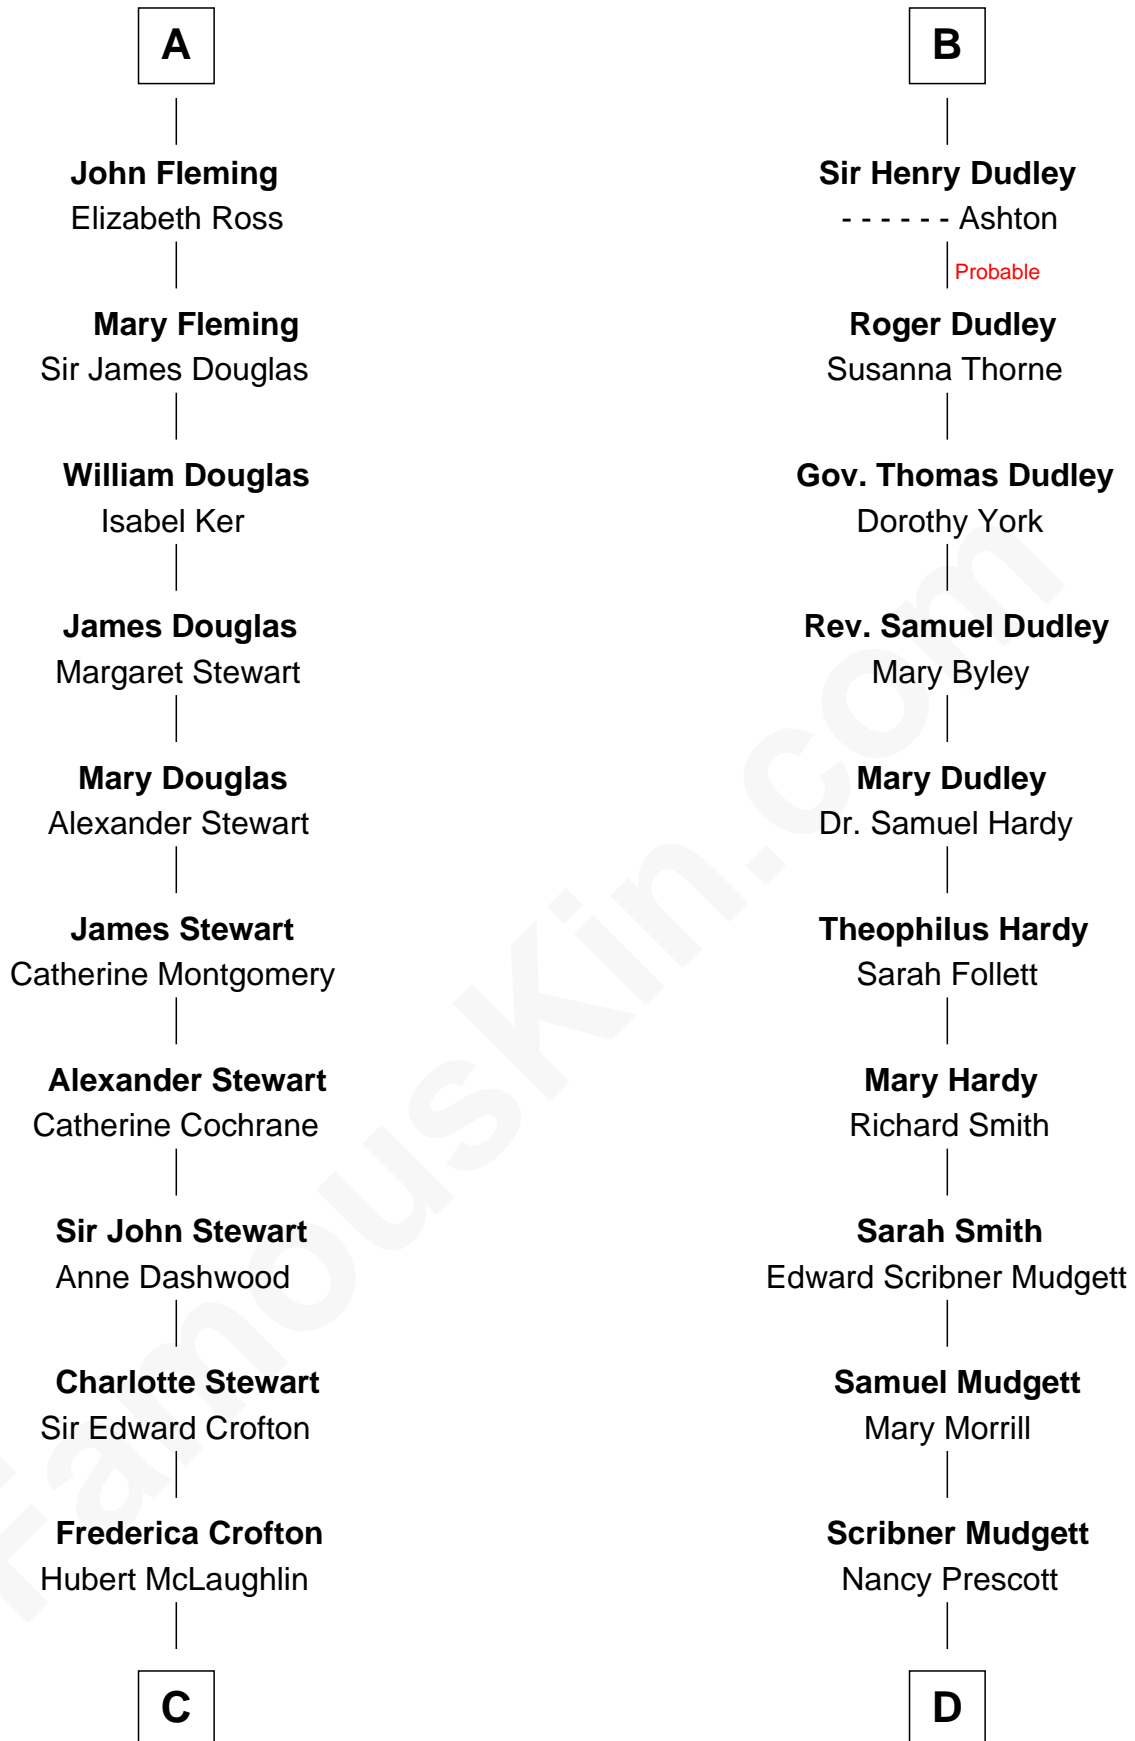 A
John Fleming
Elizabeth Ross
Mary Fleming
Sir James Douglas
William Douglas
Isabel Ker
James Douglas
Margaret Stewart
Mary Douglas
Alexander Stewart
James Stewart
Catherine Montgomery
Alexander Stewart
Catherine Cochrane
Sir John Stewart
Anne Dashwood
Charlotte Stewart
Sir Edward Crofton
Frederica Crofton
Hubert McLaughlin
C
B
Sir Henry Dudley
- - - - - - Ashton
Probable
Roger Dudley
Susanna Thorne
Gov. Thomas Dudley
Dorothy York
Rev. Samuel Dudley
Mary Byley
Mary Dudley
Dr. Samuel Hardy
Theophilus Hardy
Sarah Follett
Mary Hardy
Richard Smith
Sarah Smith
Edward Scribner Mudgett
Samuel Mudgett
Mary Morrill
Scribner Mudgett
Nancy Prescott
D
FamousKin.com